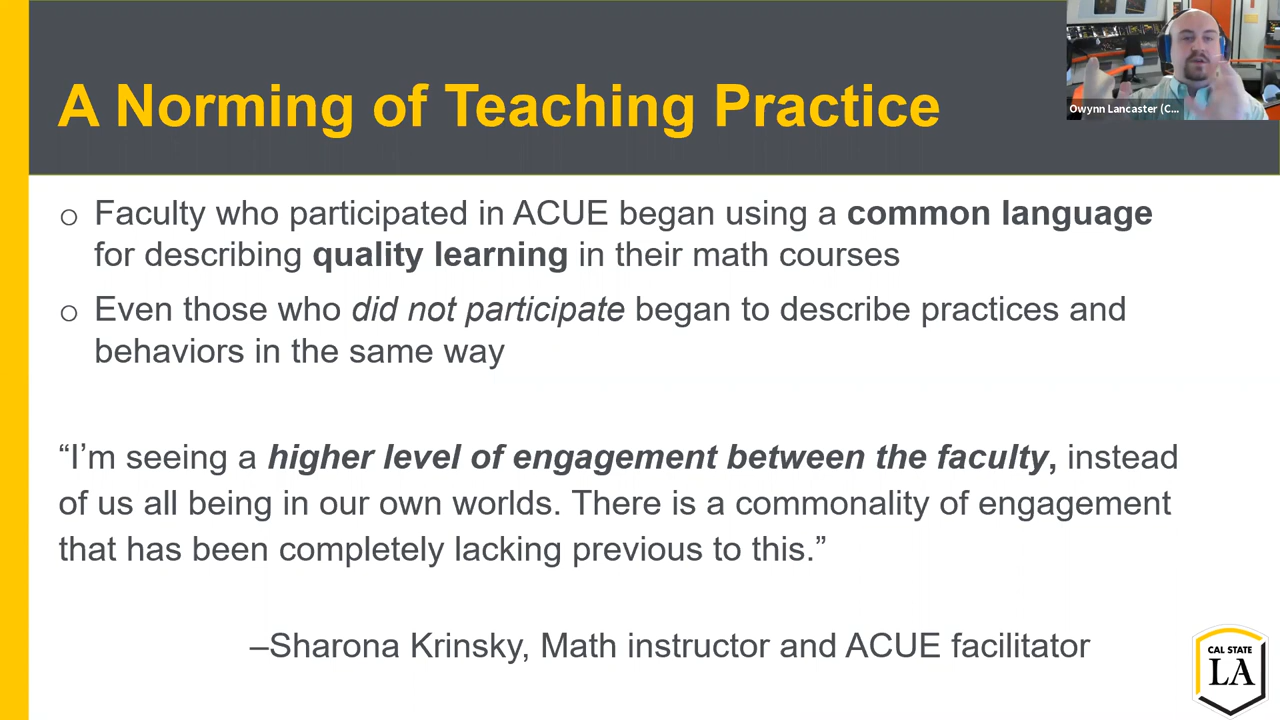 A Norming of Teaching Practice
Owynn Lancaster (C...
o Faculty who participated in ACUE began using a common language
for describing quality learning in their math courses
o Even those who did not participate began to describe practices and
behaviors in the same way
“I’m seeing a higher level of engagement between the faculty, instead
of us all being in our own worlds. There is a commonality of engagement
that has been completely lacking previous to this.”
–Sharona Krinsky, Math instructor and ACUE facilitator
CAL STATE
LA